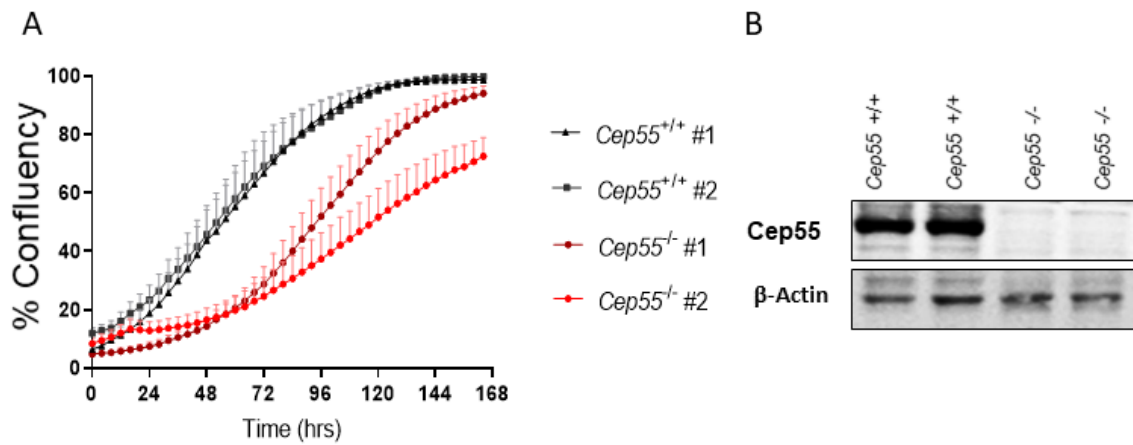 A
B
100
80
60
40
20
0
% Confluency
0 24 48 72 96 120 144 168
Time (hrs)
Cep55+/+ #1
Cep55+/+ #2
Cep55-/- #1
Cep55-/- #2
Cep55 +/+
Cep55 +/+
Cep55 -/-
Cep55 -/-
Cep55
β-Actin